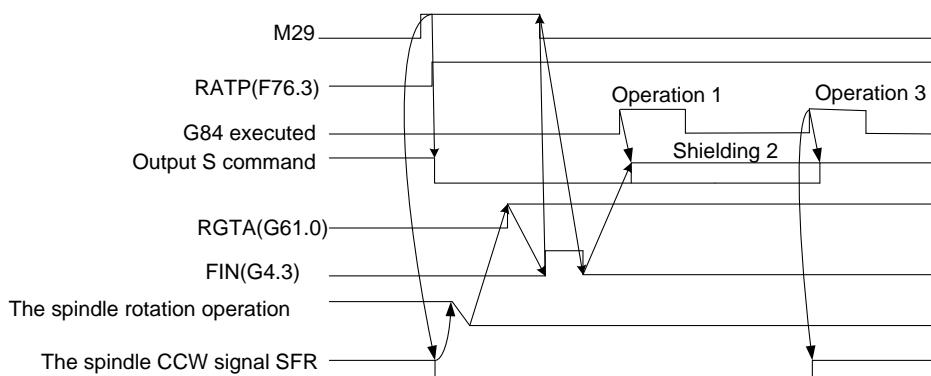 M29
RATP(F76.3)
Operation 1
Operation 3
G84 executed
Output S command
Shielding 2
RGTA(G61.0)
FIN(G4.3)
The spindle rotation operation
The spindle CCW signal SFR